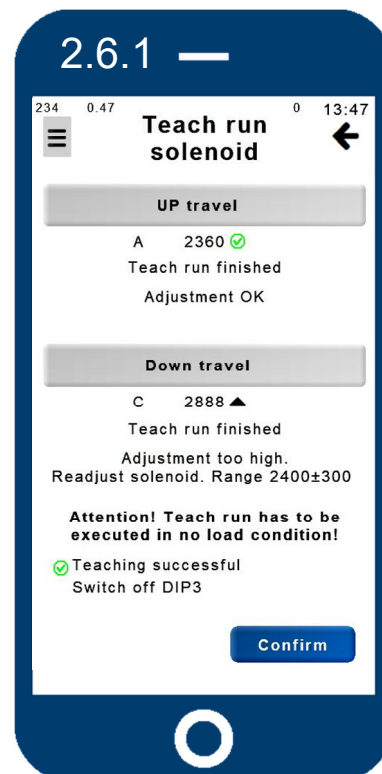 2.6.1
234 0.47 0 13:47
Teach run
solenoid
UP travel
A 2360
Teach run finished
Adjustment OK
Down travel
C 2888
Teach run finished
Adjustment too high.
Readjust solenoid. Range 2400±300
Attention! Teach run has to be
executed in no load condition!
Teaching successful
Switch off DIP3
Confirm